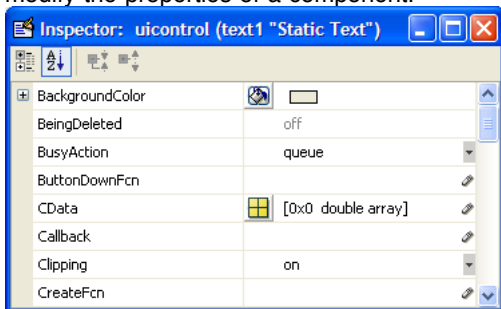 modify the properties of a component.
Inspector: uicontrol (text1 "Static Text")
BackgroundColor
BeingDeleted off
BusyAction queue
ButtonDownFcn
CData [0x0 double array]
Callback
Clipping on
CreateFcn